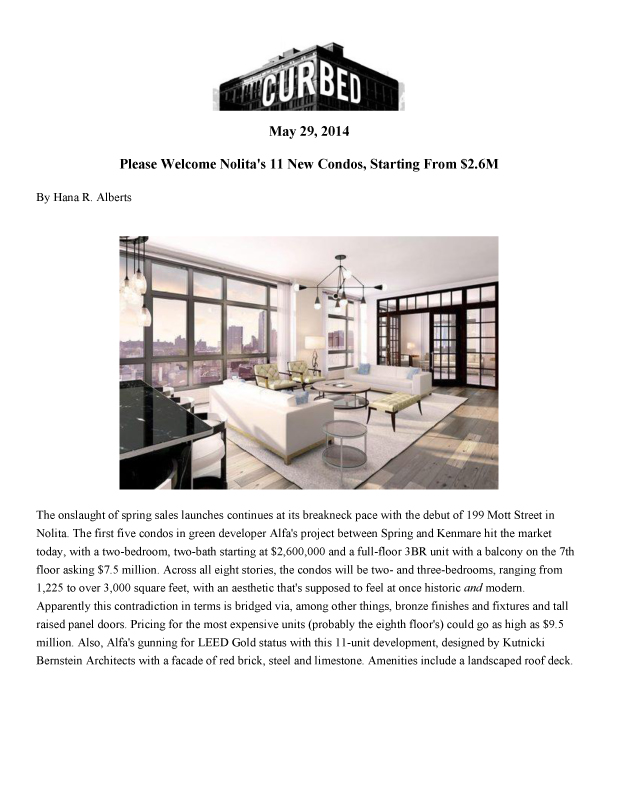 CURBED
May 29, 2014
Please Welcome Nolita's 11 New Condos, Starting From $2.6M
By Hana R. Alberts
The onslaught of spring sales launches continues at its breakneck pace with the debut of 199 Mott Street in
Nolita. The first five condos in green developer Alfa's project between Spring and Kenmare hit the market
today, with a two-bedroom, two-bath starting at $2,600,000 and a full-floor 3BR unit with a balcony on the 7th
floor asking $7.5 million. Across all eight stories, the condos will be two- and three-bedrooms, ranging from
1,225 to over 3,000 square feet, with an aesthetic that's supposed to feel at once historic and modern.
Apparently this contradiction in terms is bridged via, among other things, bronze finishes and fixtures and tall
raised panel doors. Pricing for the most expensive units (probably the eighth floor's) could go as high as $9.5
million. Also, Alfa's gunning for LEED Gold status with this 11-unit development, designed by Kutnicki
Bernstein Architects with a facade of red brick, steel and limestone. Amenities include a landscaped roof deck.